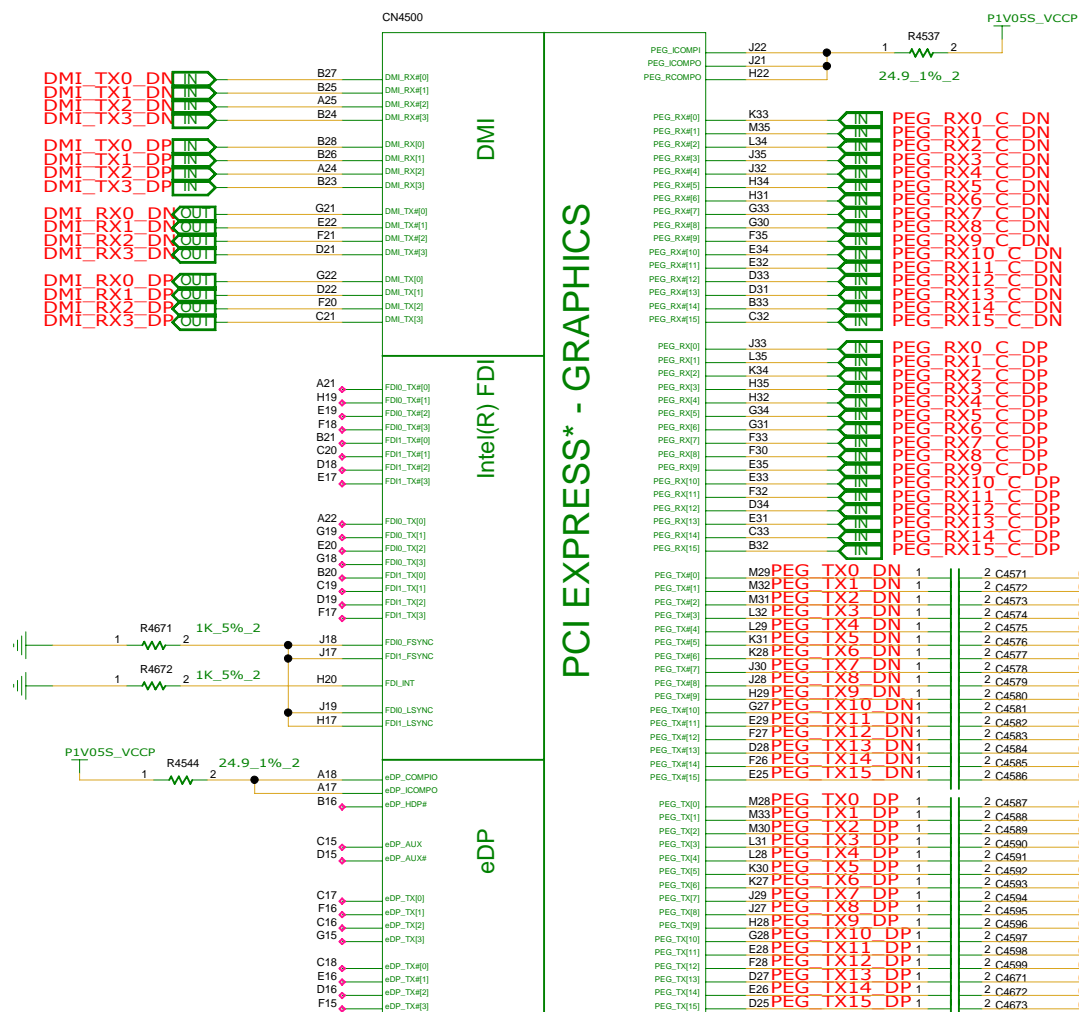 CN4500
P1V05S_VCCP
DMI
Intel(R) FDI
eDP
PCI EXPRESS* - GRAPHICS
DMI_TX0_DN IN B27 DMI_RX#[0]
DMI_TX1_DN IN B25 DMI_RX#[1]
DMI_TX2_DN IN A25 DMI_RX#[2]
DMI_TX3_DN IN B24 DMI_RX#[3]
DMI_TX0_DP IN B28 DMI_RX[0]
DMI_TX1_DP IN B26 DMI_RX[1]
DMI_TX2_DP IN A24 DMI_RX[2]
DMI_TX3_DP IN B23 DMI_RX[3]
DMI_RX0_DN OUT G21 DMI_TX#[0]
DMI_RX1_DN OUT E22 DMI_TX#[1]
DMI_RX2_DN OUT F21 DMI_TX#[2]
DMI_RX3_DN OUT D21 DMI_TX#[3]
DMI_RX0_DP OUT G22 DMI_TX[0]
DMI_RX1_DP OUT D22 DMI_TX[1]
DMI_RX2_DP OUT F20 DMI_TX[2]
DMI_RX3_DP OUT C21 DMI_TX[3]
A21 FDI0_TX#[0]
H19 FDI0_TX#[1]
E19 FDI0_TX#[2]
F18 FDI0_TX#[3]
B21 FDI1_TX#[0]
C20 FDI1_TX#[1]
D18 FDI1_TX#[2]
E17 FDI1_TX#[3]
A22 FDI0_TX[0]
G19 FDI0_TX[1]
E20 FDI0_TX[2]
G18 FDI0_TX[3]
B20 FDI1_TX[0]
C19 FDI1_TX[1]
D19 FDI1_TX[2]
F17 FDI1_TX[3]
1 R4671 2 1K_5%_2 J18 FDI0_FSYNC
J17 FDI1_FSYNC
1 R4672 2 1K_5%_2 H20 FDI_INT
J19 FDI0_LSYNC
H17 FDI1_LSYNC
P1V05S_VCCP
1 R4544 2 24.9_1%_2 A18 eDP_COMPIO
A17 eDP_ICOMPO
B16 eDP_HDP#
C15 eDP_AUX
D15 eDP_AUX#
C17 eDP_TX[0]
F16 eDP_TX[1]
C16 eDP_TX[2]
G15 eDP_TX[3]
C18 eDP_TX#[0]
E16 eDP_TX#[1]
D16 eDP_TX#[2]
F15 eDP_TX#[3]
PEG_ICOMPI J22 1 R4537 2
PEG_ICOMPO J21
PEG_RCOMPO H22 24.9_1%_2
PEG_RX#[0] K33 IN PEG_RX0_C_DN
PEG_RX#[1] M35 IN PEG_RX1_C_DN
PEG_RX#[2] L34 IN PEG_RX2_C_DN
PEG_RX#[3] J35 IN PEG_RX3_C_DN
PEG_RX#[4] J32 IN PEG_RX4_C_DN
PEG_RX#[5] H34 IN PEG_RX5_C_DN
PEG_RX#[6] H31 IN PEG_RX6_C_DN
PEG_RX#[7] G33 IN PEG_RX7_C_DN
PEG_RX#[8] G30 IN PEG_RX8_C_DN
PEG_RX#[9] F35 IN PEG_RX9_C_DN
PEG_RX#[10] E34 IN PEG_RX10_C_DN
PEG_RX#[11] E32 IN PEG_RX11_C_DN
PEG_RX#[12] D33 IN PEG_RX12_C_DN
PEG_RX#[13] D31 IN PEG_RX13_C_DN
PEG_RX#[14] B33 IN PEG_RX14_C_DN
PEG_RX#[15] C32 IN PEG_RX15_C_DN
PEG_RX[0] J33 IN PEG_RX0_C_DP
PEG_RX[1] L35 IN PEG_RX1_C_DP
PEG_RX[2] K34 IN PEG_RX2_C_DP
PEG_RX[3] H35 IN PEG_RX3_C_DP
PEG_RX[4] H32 IN PEG_RX4_C_DP
PEG_RX[5] G34 IN PEG_RX5_C_DP
PEG_RX[6] G31 IN PEG_RX6_C_DP
PEG_RX[7] F33 IN PEG_RX7_C_DP
PEG_RX[8] F30 IN PEG_RX8_C_DP
PEG_RX[9] E35 IN PEG_RX9_C_DP
PEG_RX[10] E33 IN PEG_RX10_C_DP
PEG_RX[11] F32 IN PEG_RX11_C_DP
PEG_RX[12] D34 IN PEG_RX12_C_DP
PEG_RX[13] E31 IN PEG_RX13_C_DP
PEG_RX[14] C33 IN PEG_RX14_C_DP
PEG_RX[15] B32 IN PEG_RX15_C_DP
PEG_TX#[0] M29 PEG_TX0_DN 1 2 C4571
PEG_TX#[1] M32 PEG_TX1_DN 1 2 C4572
PEG_TX#[2] M31 PEG_TX2_DN 1 2 C4573
PEG_TX#[3] L32 PEG_TX3_DN 1 2 C4574
PEG_TX#[4] L29 PEG_TX4_DN 1 2 C4575
PEG_TX#[5] K31 PEG_TX5_DN 1 2 C4576
PEG_TX#[6] K28 PEG_TX6_DN 1 2 C4577
PEG_TX#[7] J30 PEG_TX7_DN 1 2 C4578
PEG_TX#[8] J28 PEG_TX8_DN 1 2 C4579
PEG_TX#[9] H29 PEG_TX9_DN 1 2 C4580
PEG_TX#[10] G27 PEG_TX10_DN 1 2 C4581
PEG_TX#[11] E29 PEG_TX11_DN 1 2 C4582
PEG_TX#[12] F27 PEG_TX12_DN 1 2 C4583
PEG_TX#[13] D28 PEG_TX13_DN 1 2 C4584
PEG_TX#[14] F26 PEG_TX14_DN 1 2 C4585
PEG_TX#[15] E25 PEG_TX15_DN 1 2 C4586
PEG_TX[0] M28 PEG_TX0_DP 1 2 C4587
PEG_TX[1] M33 PEG_TX1_DP 1 2 C4588
PEG_TX[2] M30 PEG_TX2_DP 1 2 C4589
PEG_TX[3] L31 PEG_TX3_DP 1 2 C4590
PEG_TX[4] L28 PEG_TX4_DP 1 2 C4591
PEG_TX[5] K30 PEG_TX5_DP 1 2 C4592
PEG_TX[6] K27 PEG_TX6_DP 1 2 C4593
PEG_TX[7] J29 PEG_TX7_DP 1 2 C4594
PEG_TX[8] J27 PEG_TX8_DP 1 2 C4595
PEG_TX[9] H28 PEG_TX9_DP 1 2 C4596
PEG_TX[10] G28 PEG_TX10_DP 1 2 C4597
PEG_TX[11] E28 PEG_TX11_DP 1 2 C4598
PEG_TX[12] F28 PEG_TX12_DP 1 2 C4599
PEG_TX[13] D27 PEG_TX13_DP 1 2 C4671
PEG_TX[14] E26 PEG_TX14_DP 1 2 C4672
PEG_TX[15] D25 PEG_TX15_DP 1 2 C4673